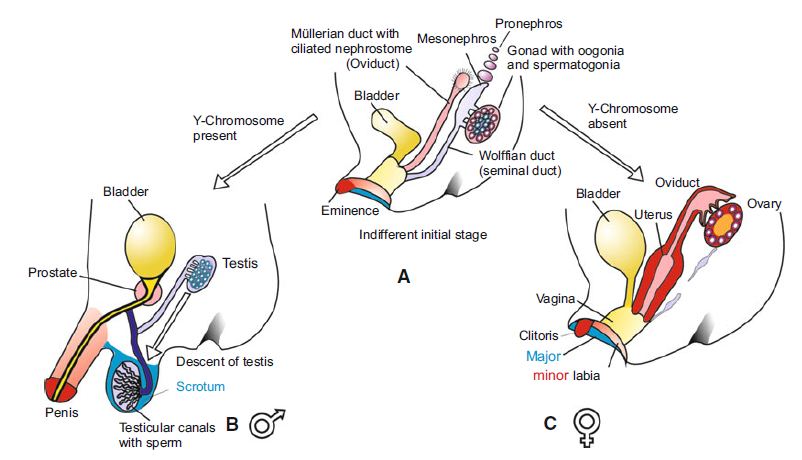 Pronephros
Müllerian duct with
ciliated nephrostome
(Oviduct)
Mesonephros
Gonad with oogonia
and spermatogonia
Bladder
Wolffian duct
(seminal duct)
Eminence
Indifferent initial stage
A
Y-Chromosome
present
Y-Chromosome
absent
Bladder
Prostate
Testis
Descent of testis
Scrotum
Penis
Testicular canals
with sperm
B
Bladder
Oviduct
Uterus
Ovary
Vagina
Clitoris
Major
minor labia
C